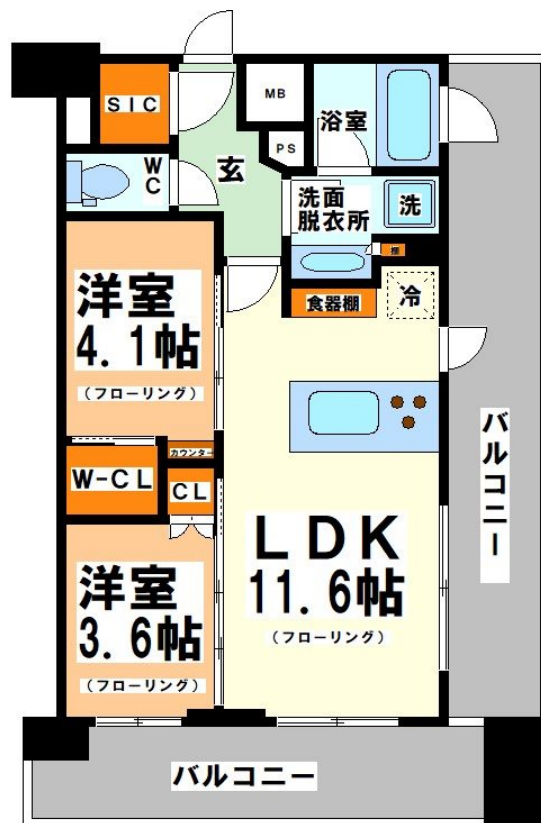 SIC
MB
浴室
PS
WC
玄
洗面
脱衣所
洗
棚
洋室
4.1帖
(フローリング)
食器棚
冷
カウンター
W-CL
CL
LDK
11.6帖
(フローリング)
バルコニー
洋室
3.6帖
(フローリング)
バルコニー